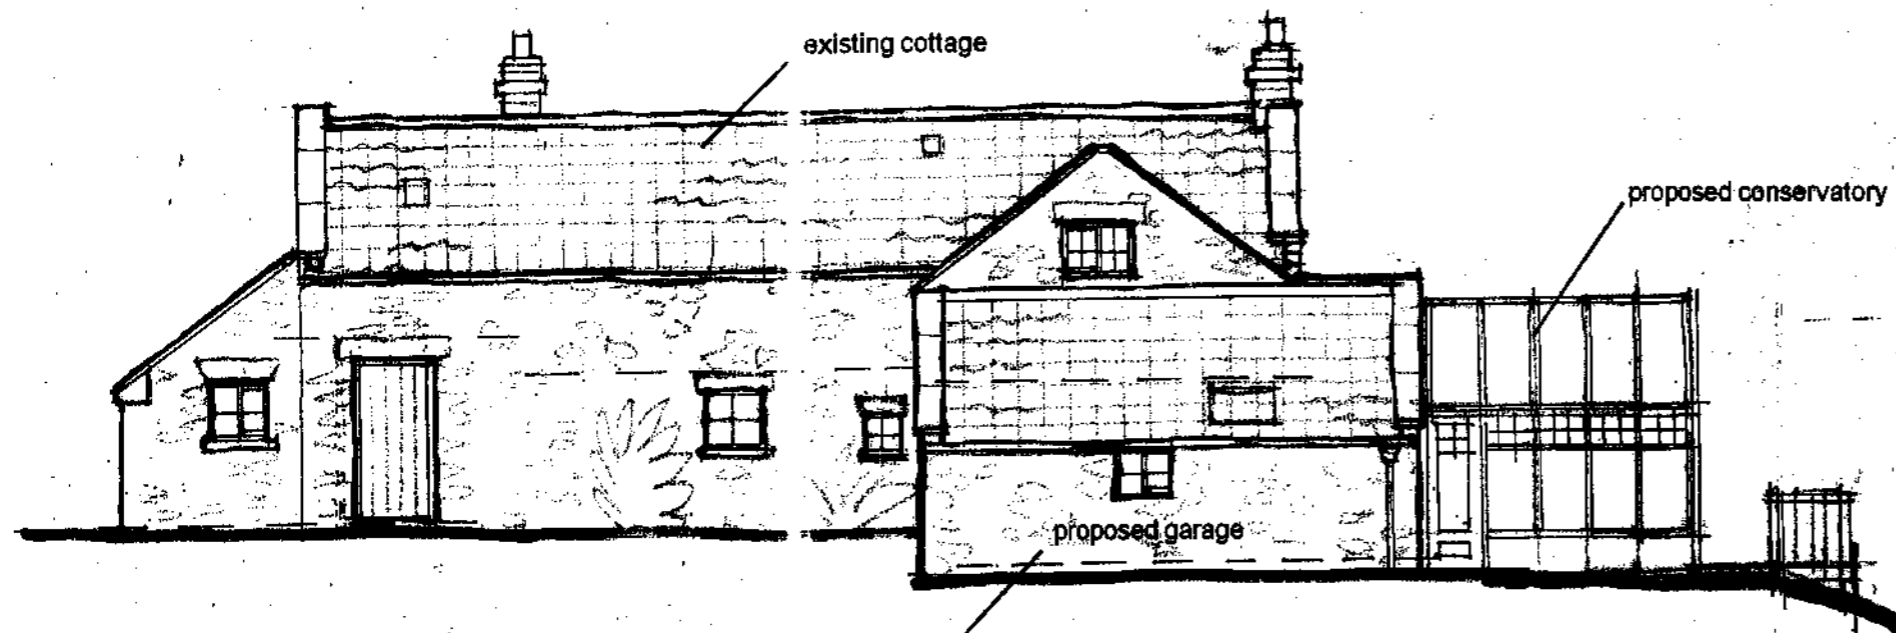 existing cottage
proposed conservatory
proposed garage